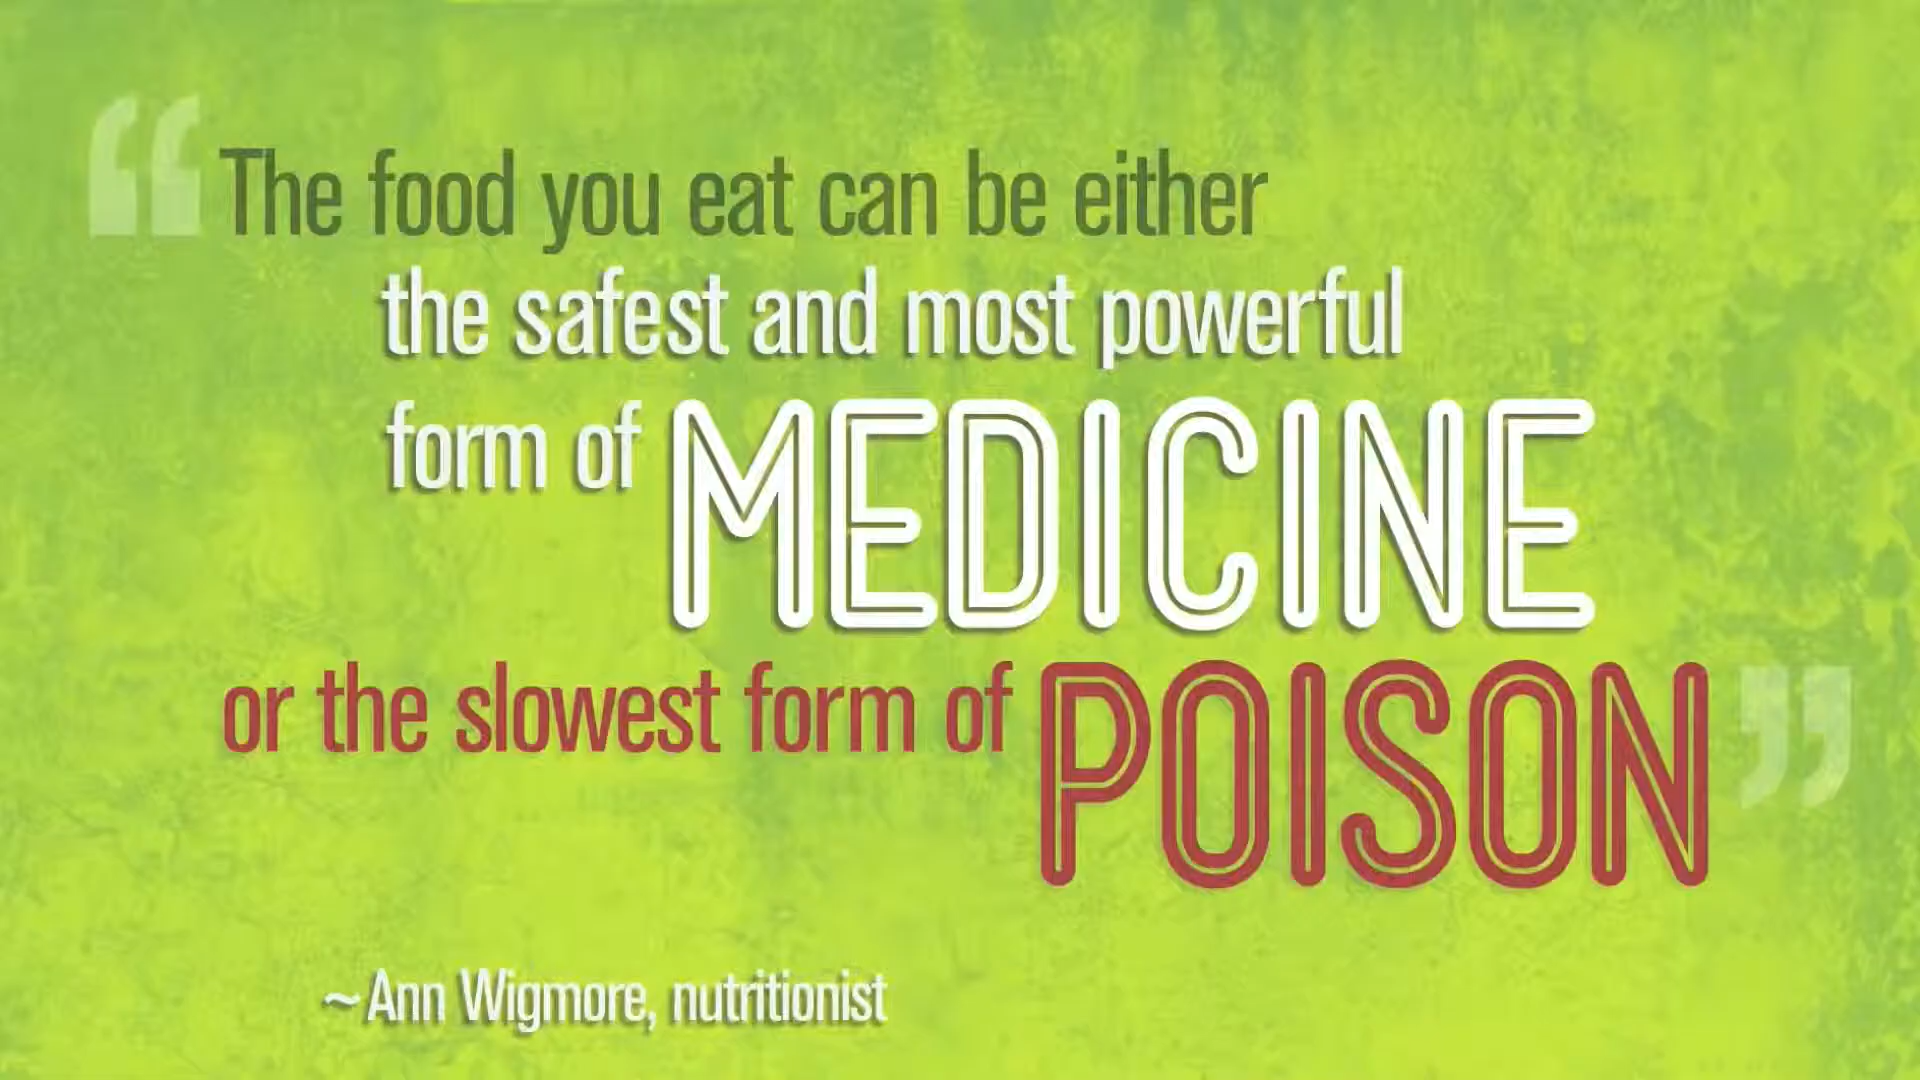 “The food you eat can be either
the safest and most powerful
form of MEDICINE
or the slowest form of POISON”
~Ann Wigmore, nutritionist